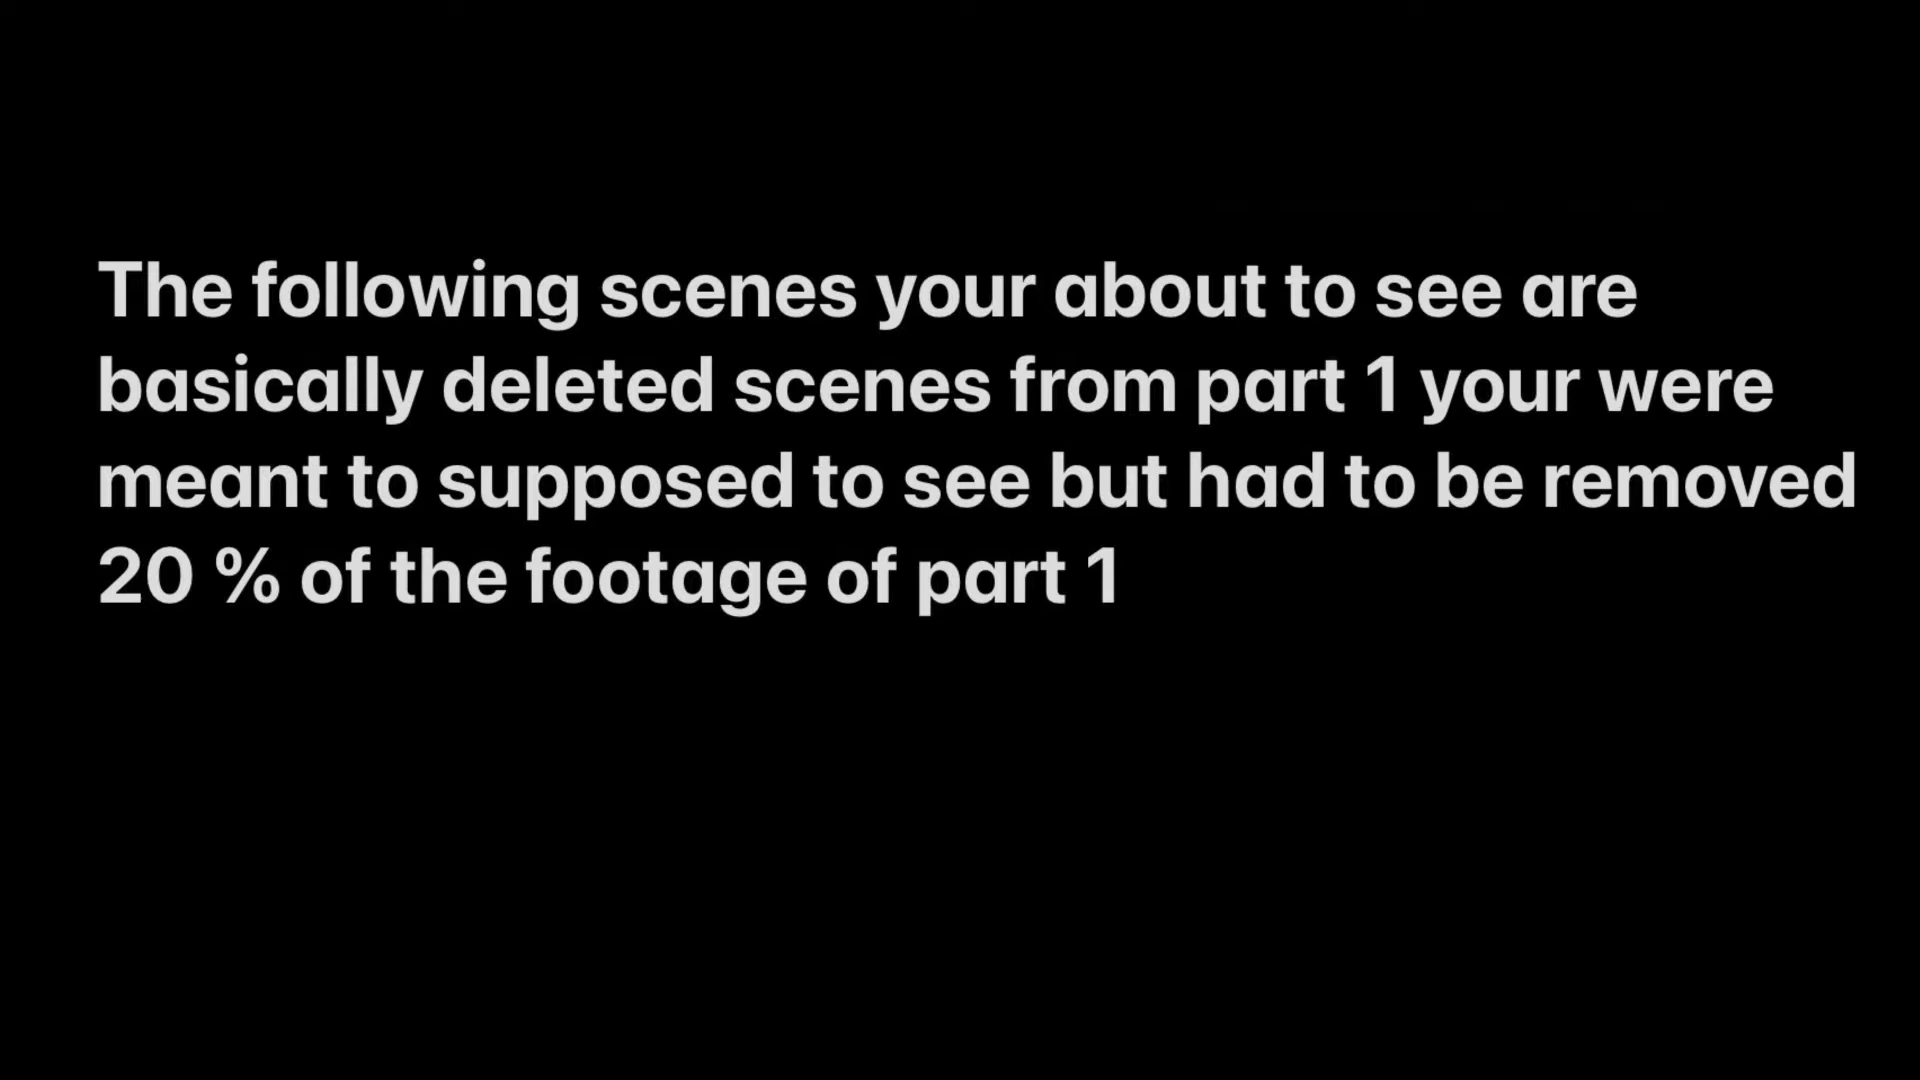 The following scenes your about to see are
basically deleted scenes from part 1 your were
meant to supposed to see but had to be removed
20 % of the footage of part 1